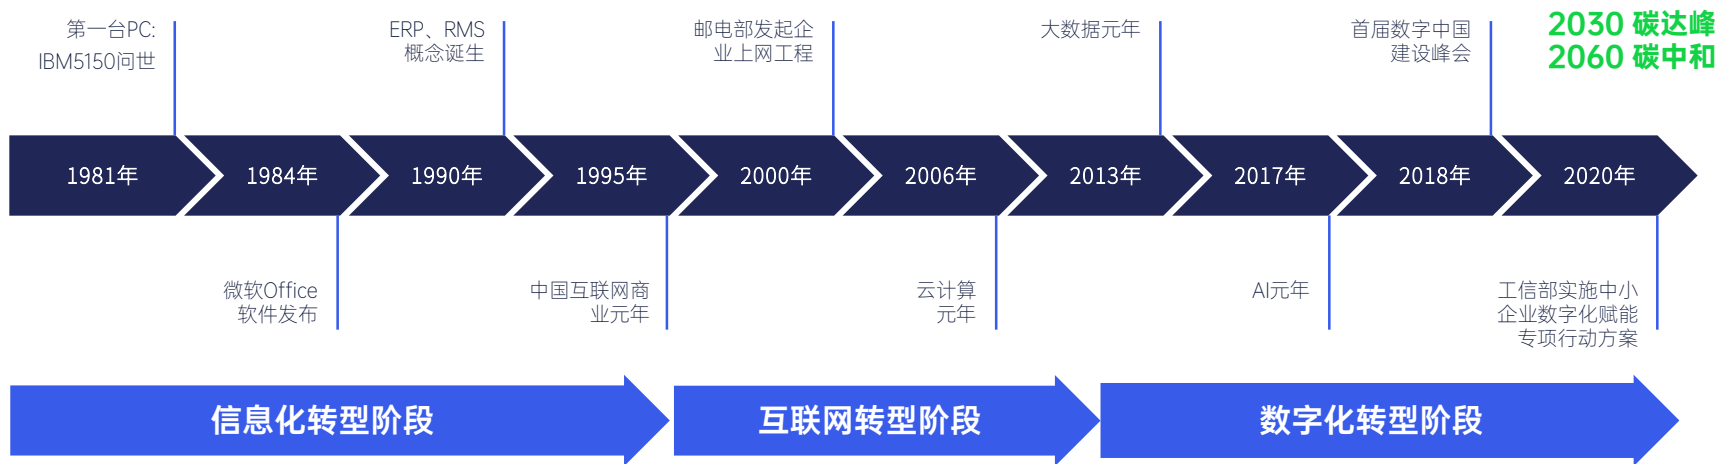 第一台PC:
IBM5150问世
ERP、RMS
概念诞生
邮电部发起企
业上网工程
大数据元年
首届数字中国
建设峰会
2030 碳达峰
2060 碳中和
1981年
1984年
1990年
1995年
2000年
2006年
2013年
2017年
2018年
2020年
微软Office
软件发布
中国互联网商
业元年
云计算
元年
AI元年
工信部实施中小
企业数字化赋能
专项行动方案
信息化转型阶段
互联网转型阶段
数字化转型阶段